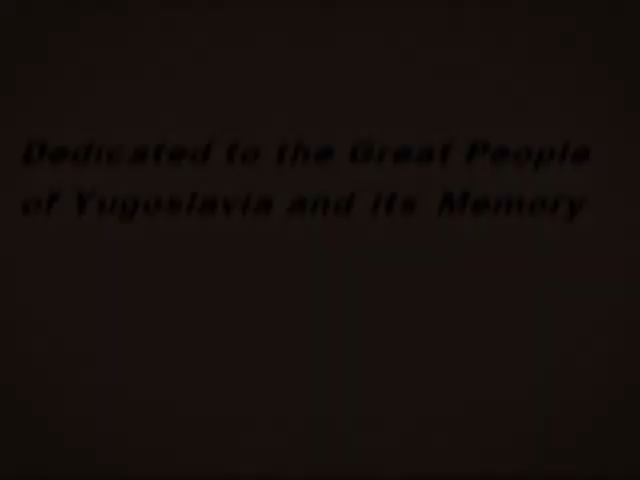 Dedicated to the Great People
of Yugoslavia and its Memory